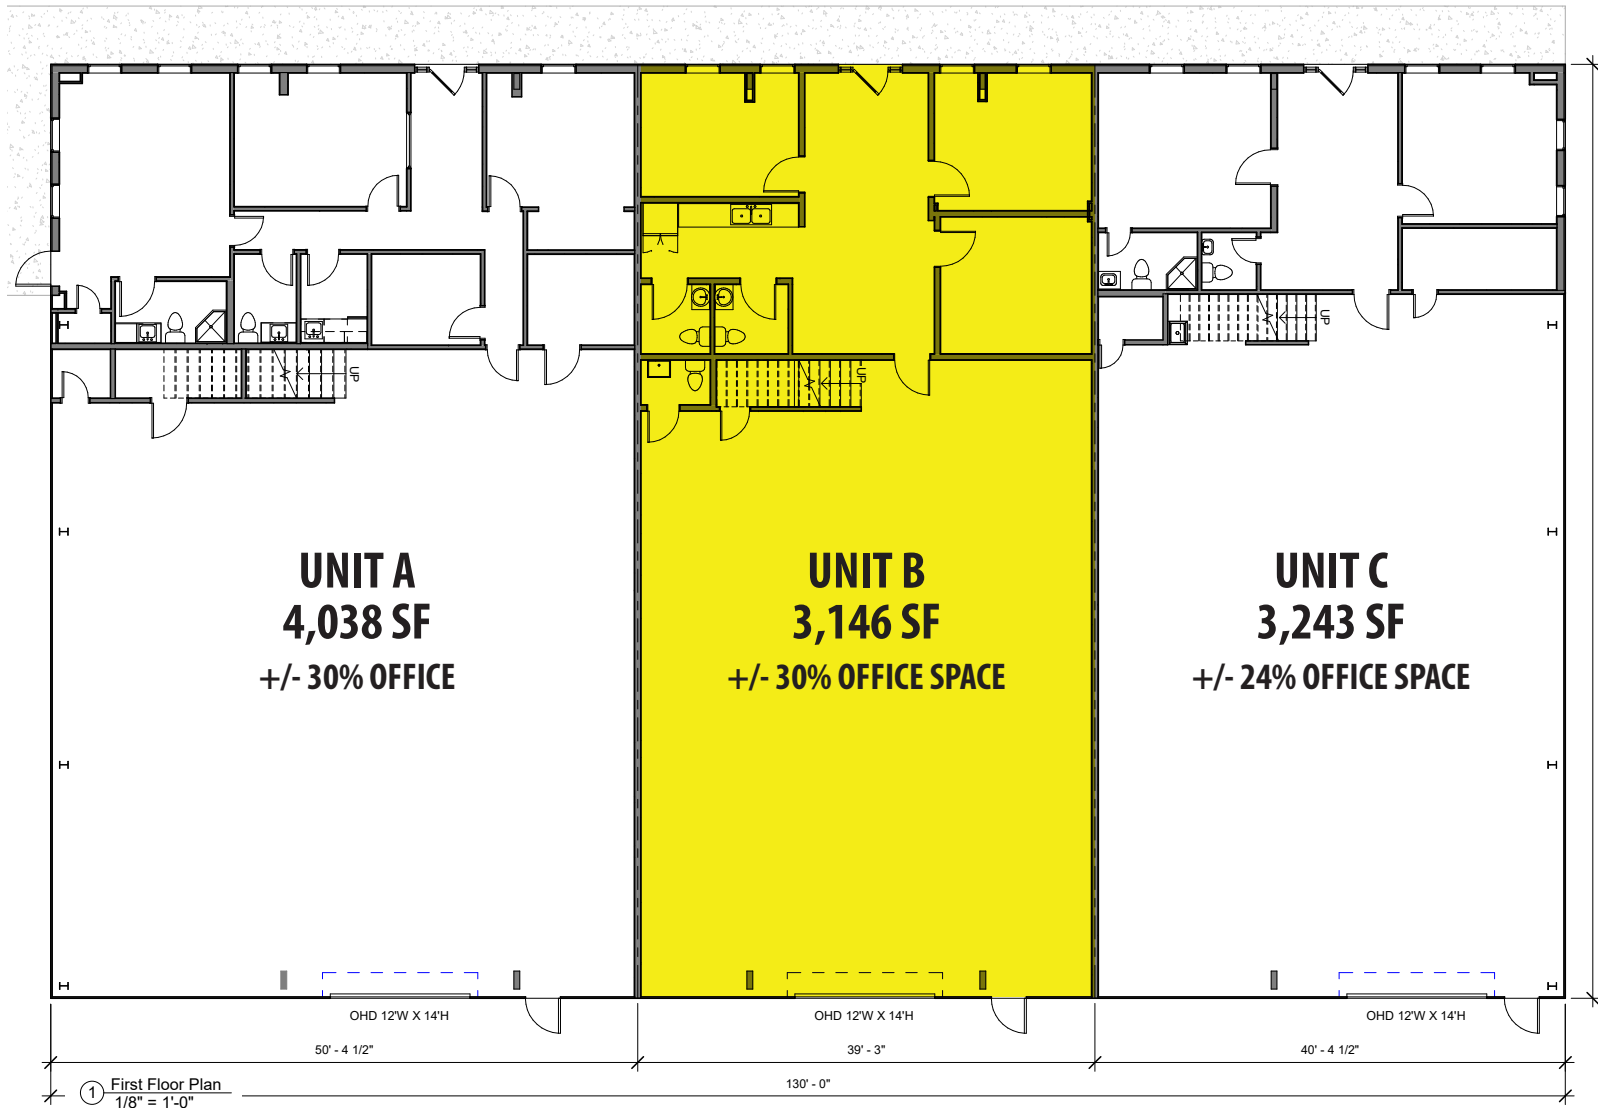 UP
UP
UP
UNIT A
4,038 SF
+/- 30% OFFICE
UNIT B
3,146 SF
+/- 30% OFFICE SPACE
UNIT C
3,243 SF
+/- 24% OFFICE SPACE
OHD 12'W X 14'H
OHD 12'W X 14'H
OHD 12'W X 14'H
50' - 4 1/2"
39' - 3"
40' - 4 1/2"
130' - 0"
1 First Floor Plan
1/8" = 1'-0"